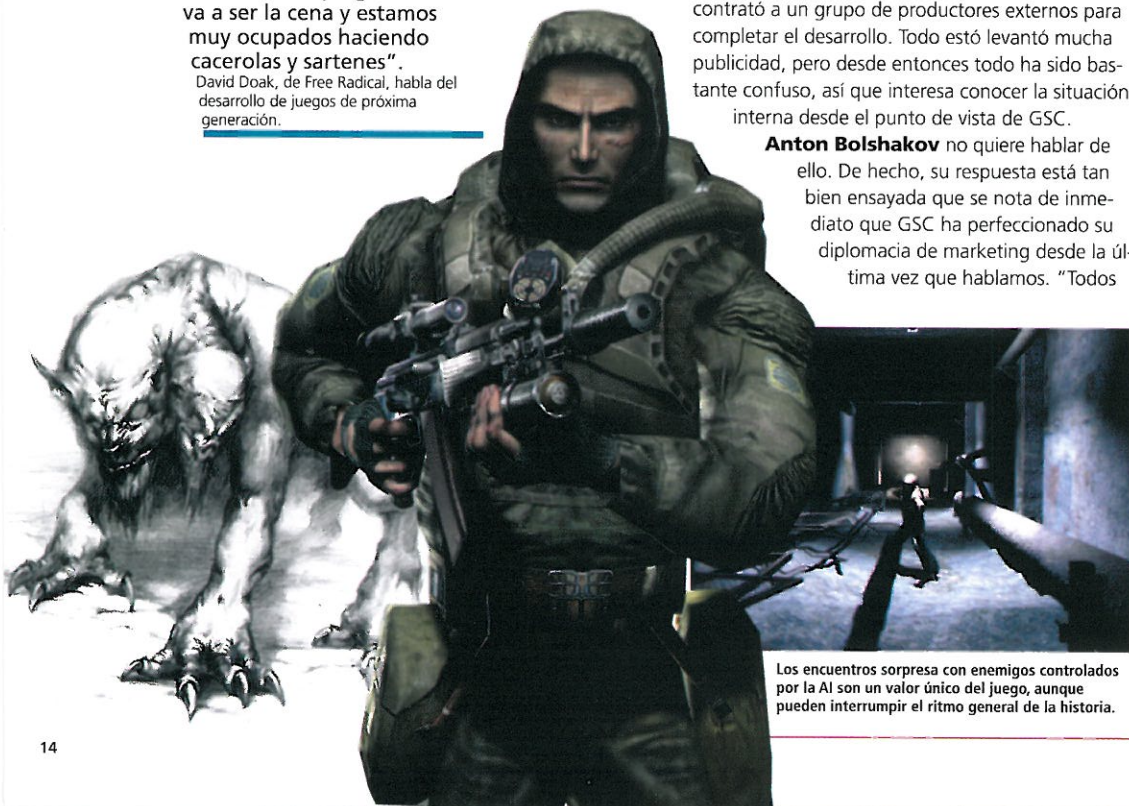 va a ser la cena y estamos
muy ocupados haciendo
cacerolas y sartenes".
David Doak, de Free Radical, habla del
desarrollo de juegos de próxima
generación.
contrató a un grupo de productores externos para
completar el desarrollo. Todo estó levantó mucha
publicidad, pero desde entonces todo ha sido bas-
tante confuso, así que interesa conocer la situación
interna desde el punto de vista de GSC.
Anton Bolshakov no quiere hablar de
ello. De hecho, su respuesta está tan
bien ensayada que se nota de inme-
diato que GSC ha perfeccionado su
diplomacia de marketing desde la úl-
tima vez que hablamos. "Todos
Los encuentros sorpresa con enemigos controlados
por la AI son un valor único del juego, aunque
pueden interrumpir el ritmo general de la historia.
14